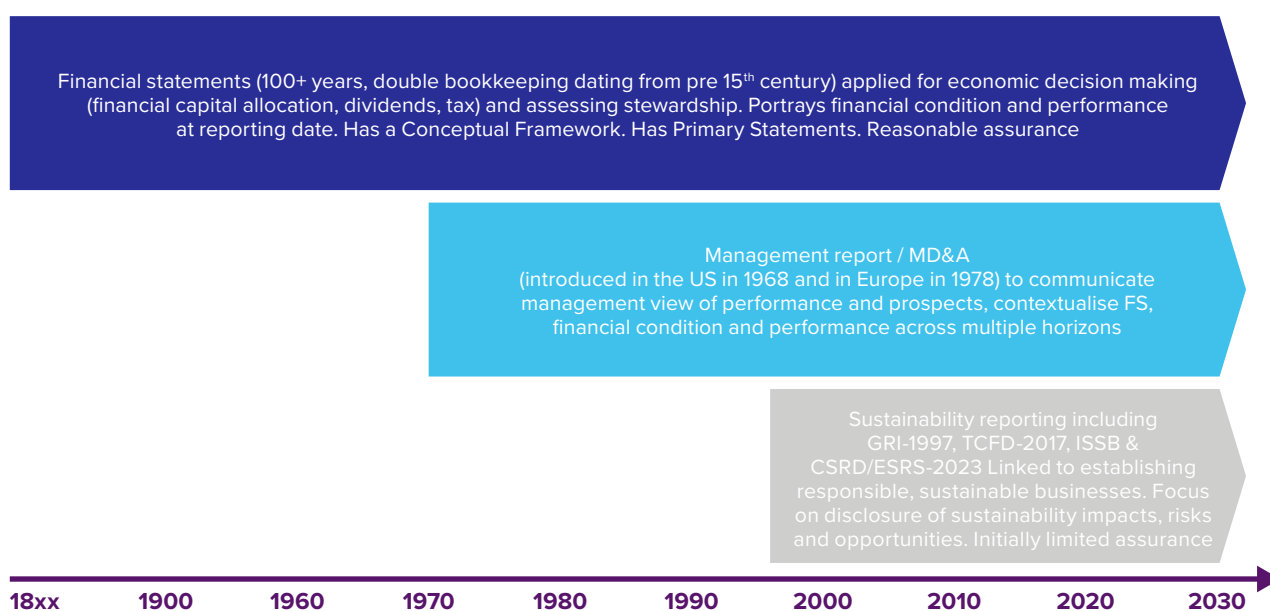 Financial statements (100+ years, double bookkeeping dating from pre 15th century) applied for economic decision making
(financial capital allocation, dividends, tax) and assessing stewardship. Portrays financial condition and performance
at reporting date. Has a Conceptual Framework. Has Primary Statements. Reasonable assurance
Management report / MD&A
(introduced in the US in 1968 and in Europe in 1978) to communicate
management view of performance and prospects, contextualise FS,
financial condition and performance across multiple horizons
Sustainability reporting including
GRI-1997, TCFD-2017, ISSB &
CSRD/ESRS-2023 Linked to establishing
responsible, sustainable businesses. Focus
on disclosure of sustainability impacts, risks
and opportunities. Initially limited assurance
18xx 1900 1960 1970 1980 1990 2000 2010 2020 2030